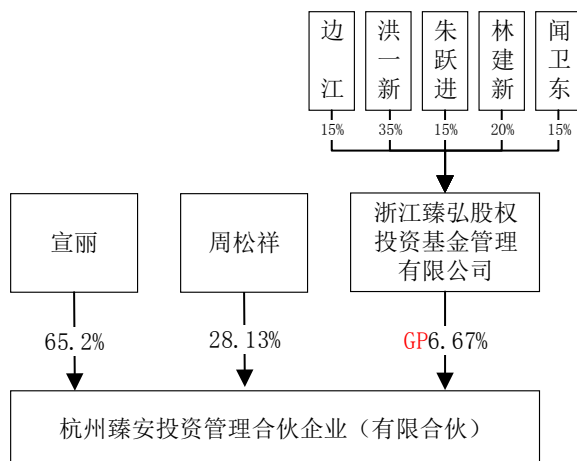 边江
洪一新
朱跃进
林建新
闻卫东
15%
35%
15%
20%
15%
宣丽
周松祥
浙江臻弘股权
投资基金管理
有限公司
65.2%
28.13%
GP6.67%
杭州臻安投资管理合伙企业（有限合伙）